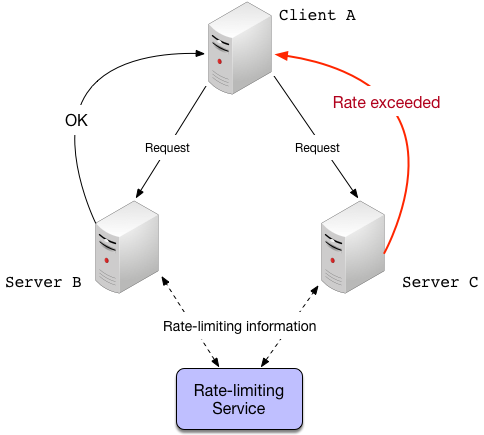 Client A
Rate exceeded
OK
Request
Request
Server B
Server C
Rate-limiting information
Rate-limiting
Service